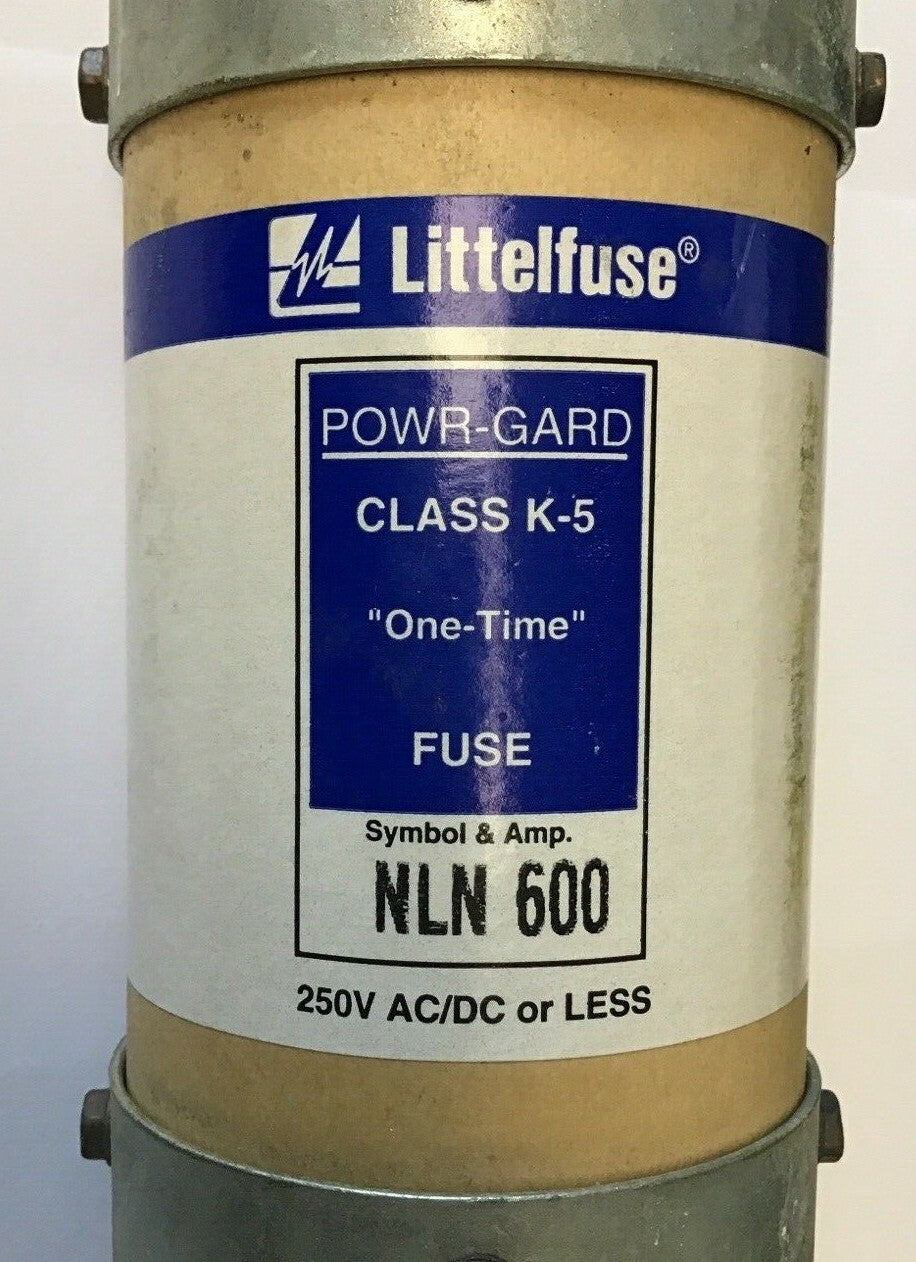 Littelfuse®
POWR-GARD
CLASS K-5
"One-Time"
FUSE
Symbol & Amp.
NLN 600
250V AC/DC or LESS